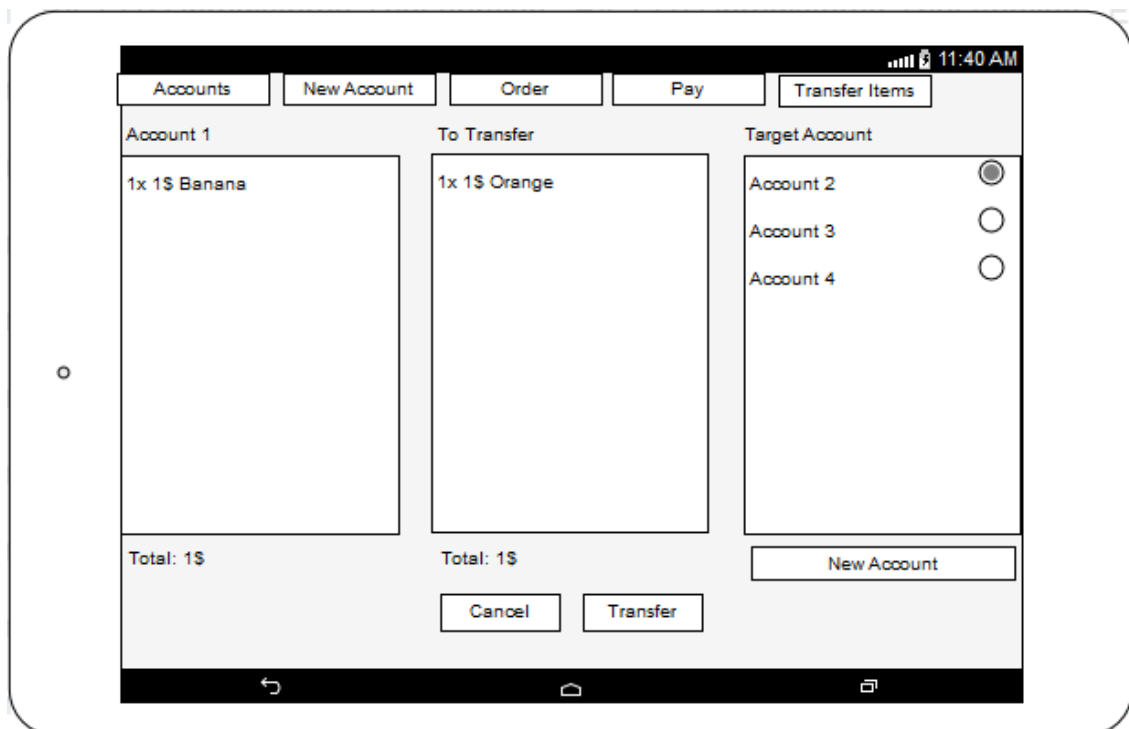 11:40 AM
Accounts New Account Order Pay Transfer Items
Account 1 To Transfer Target Account
1x 1$ Banana 1x 1$ Orange Account 2
Account 3
Account 4
Total: 1$ Total: 1$ New Account
Cancel Transfer